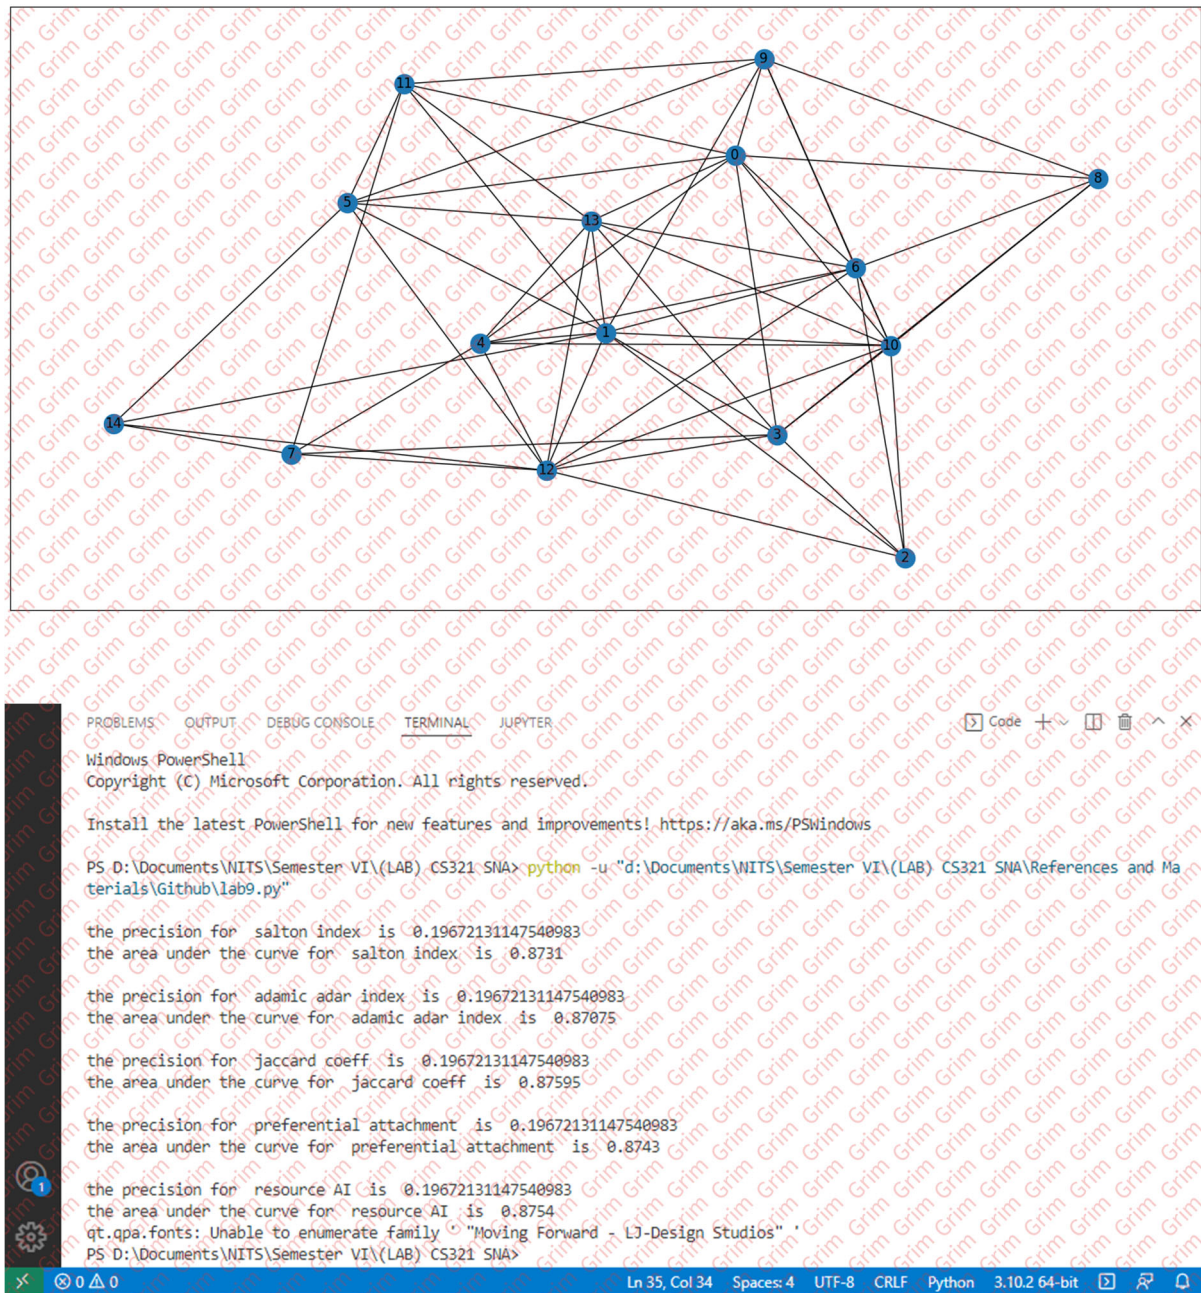 9
11
0
8
5
13
6
1
4
10
14
3
7
12
2
PROBLEMS OUTPUT DEBUG CONSOLE TERMINAL JUPYTER Code
Windows PowerShell
Copyright (C) Microsoft Corporation. All rights reserved.
Install the latest PowerShell for new features and improvements! https://aka.ms/PSWindows
PS D:\Documents\NITS\Semester VI\(LAB) CS321 SNA> python -u "d:\Documents\NITS\Semester VI\(LAB) CS321 SNA\References and Ma
terials\Github\lab9.py"
the precision for  salton index  is  0.19672131147540983
the area under the curve for  salton index  is  0.8731
the precision for  adamic adar index  is  0.19672131147540983
the area under the curve for  adamic adar index  is  0.87075
the precision for  jaccard coeff  is  0.19672131147540983
the area under the curve for  jaccard coeff  is  0.87595
the precision for  preferential attachment  is  0.19672131147540983
the area under the curve for  preferential attachment  is  0.8743
the precision for  resource AI  is  0.19672131147540983
the area under the curve for  resource AI  is  0.8754
qt.qpa.fonts: Unable to enumerate family ' "Moving Forward - LJ-Design Studios" '
PS D:\Documents\NITS\Semester VI\(LAB) CS321 SNA>
1
0 0 Ln 35, Col 34 Spaces: 4 UTF-8 CRLF Python 3.10.2 64-bit
Grim